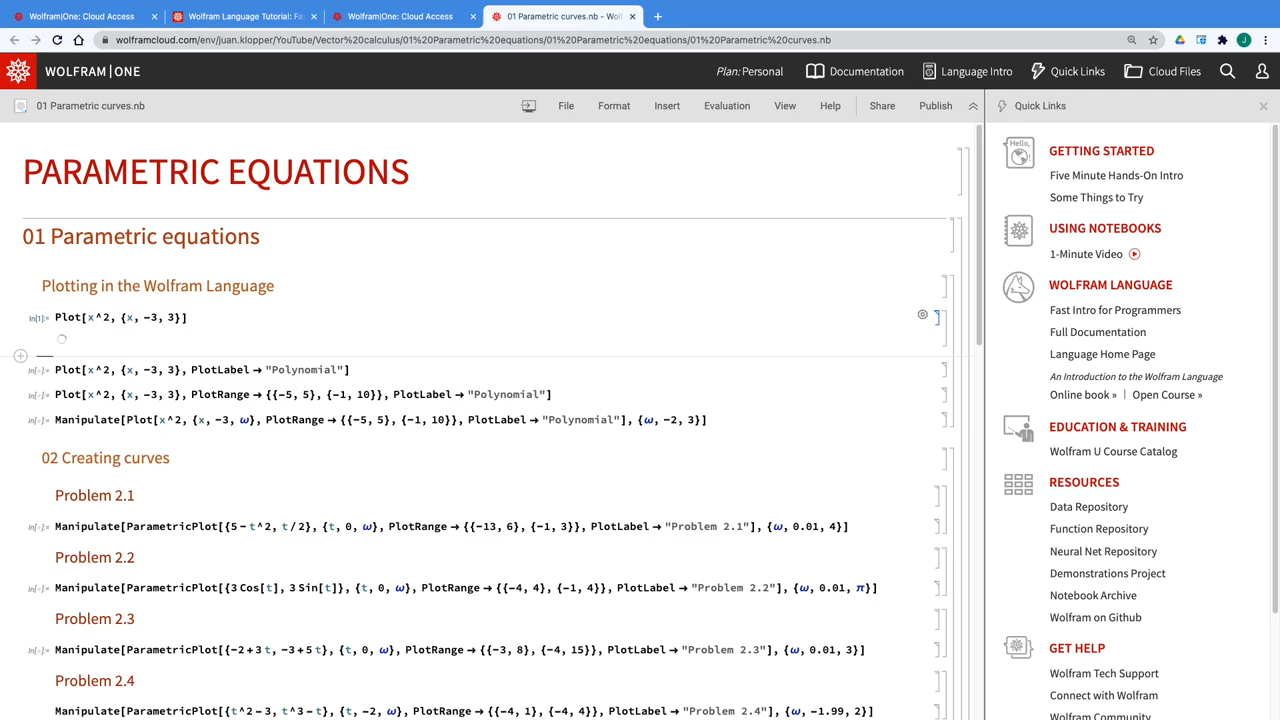 Wolfram|One: Cloud Access
Wolfram Language Tutorial: Fa
Wolfram|One: Cloud Access
01 Parametric curves.nb - Wol
wolframcloud.com/env/juan.klopper/YouTube/Vector%20calculus/01%20Parametric%20equations/01%20Parametric%20equations/01%20Parametric%20curves.nb
J
WOLFRAM|ONE
Plan: Personal
Documentation
Language Intro
Quick Links
Cloud Files
01 Parametric curves.nb
File
Format
Insert
Evaluation
View
Help
Share
Publish
PARAMETRIC EQUATIONS
01 Parametric equations
Plotting in the Wolfram Language
In[1]:= Plot[x^2, {x, -3, 3}]
In[∘]:= Plot[x^2, {x, -3, 3}, PlotLabel → "Polynomial"]
In[∘]:= Plot[x^2, {x, -3, 3}, PlotRange → {{-5, 5}, {-1, 10}}, PlotLabel → "Polynomial"]
In[∘]:= Manipulate[Plot[x^2, {x, -3, ω}, PlotRange → {{-5, 5}, {-1, 10}}, PlotLabel → "Polynomial"], {ω, -2, 3}]
02 Creating curves
Problem 2.1
In[∘]:= Manipulate[ParametricPlot[{5 - t^2, t/2}, {t, 0, ω}, PlotRange → {{-13, 6}, {-1, 3}}, PlotLabel → "Problem 2.1"], {ω, 0.01, 4}]
Problem 2.2
In[∘]:= Manipulate[ParametricPlot[{3 Cos[t], 3 Sin[t]}, {t, 0, ω}, PlotRange → {{-4, 4}, {-1, 4}}, PlotLabel → "Problem 2.2"], {ω, 0.01, π}]
Problem 2.3
In[∘]:= Manipulate[ParametricPlot[{-2 + 3 t, -3 + 5 t}, {t, 0, ω}, PlotRange → {{-3, 8}, {-4, 15}}, PlotLabel → "Problem 2.3"], {ω, 0.01, 3}]
Problem 2.4
Manipulate[ParametricPlot[{t^2 - 3, t^3 - t}, {t, -2, ω}, PlotRange → {{-4, 1}, {-4, 4}}, PlotLabel → "Problem 2.4"], {ω, -1.99, 2}]
Quick Links
Hello,
GETTING STARTED
Five Minute Hands-On Intro
Some Things to Try
USING NOTEBOOKS
1-Minute Video
WOLFRAM LANGUAGE
Fast Intro for Programmers
Full Documentation
Language Home Page
An Introduction to the Wolfram Language
Online book » | Open Course »
EDUCATION & TRAINING
Wolfram U Course Catalog
RESOURCES
Data Repository
Function Repository
Neural Net Repository
Demonstrations Project
Notebook Archive
Wolfram on Github
GET HELP
Wolfram Tech Support
Connect with Wolfram
Wolfram Community